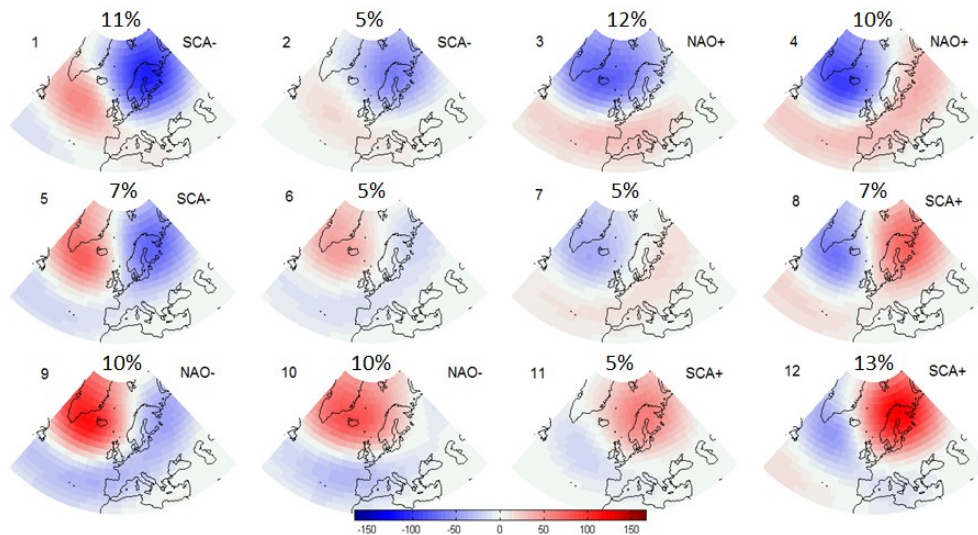 11% 5% 12% 10%
1 SCA- 2 SCA- 3 NAO+ 4 NAO+
7% 5% 5% 7%
5 SCA- 6 7 8 SCA+
10% 10% 5% 13%
9 NAO- 10 NAO- 11 SCA+ 12 SCA+
-150 -100 -50 0 50 100 150